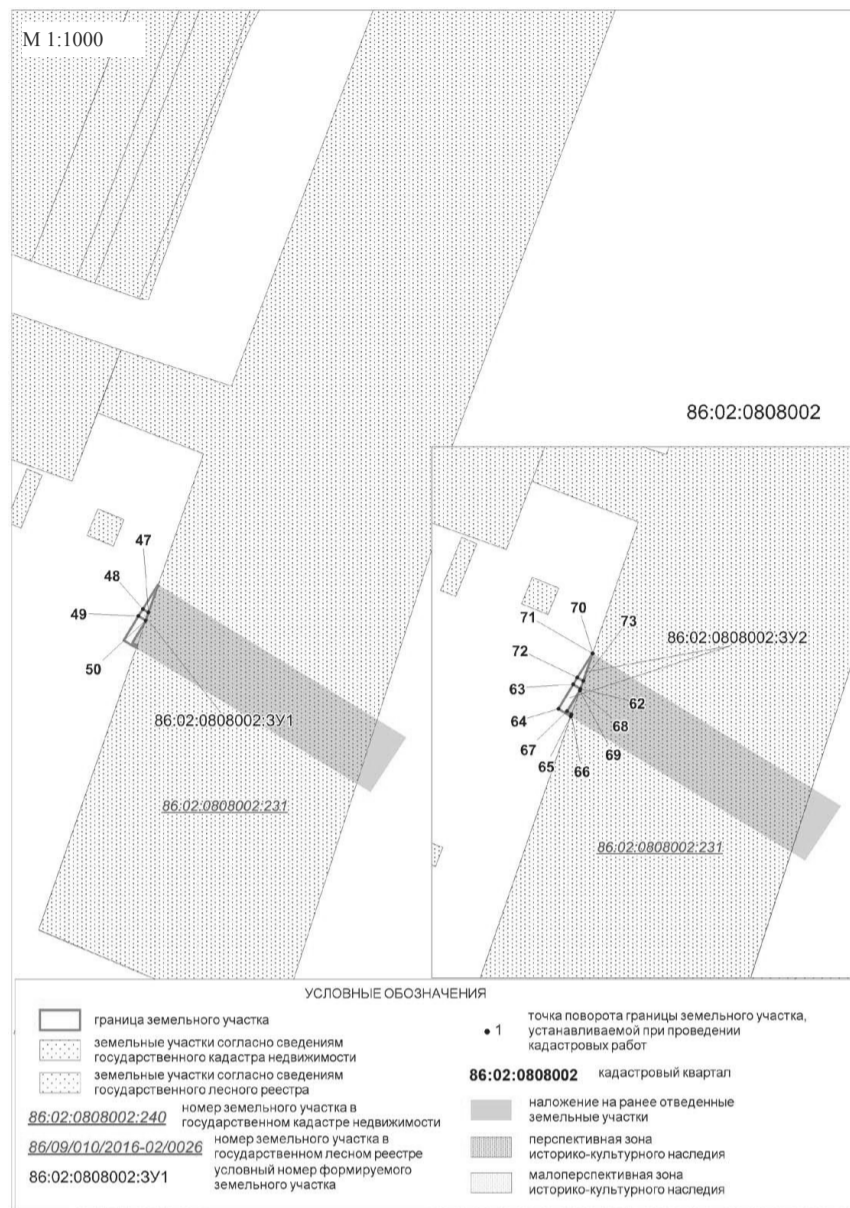 М 1:1000
86:02:0808002
47
48
49
50
86:02:0808002:ЗУ1
86:02:0808002:231
70
71
73
86:02:0808002:ЗУ2
72
63
62
64
68
67
69
65
66
86:02:0808002:231
УСЛОВНЫЕ ОБОЗНАЧЕНИЯ
граница земельного участка
земельные участки согласно сведениям
государственного кадастра недвижимости
земельные участки согласно сведениям
государственного лесного реестра
86:02:0808002:240
номер земельного участка в
государственном кадастре недвижимости
86/09/010/2016-02/0026
номер земельного участка в
государственном лесном реестре
86:02:0808002:ЗУ1
условный номер формируемого
земельного участка
1
точка поворота границы земельного участка,
устанавливаемой при проведении
кадастровых работ
86:02:0808002
кадастровый квартал
наложение на ранее отведенные
земельные участки
перспективная зона
историко-культурного наследия
малоперспективная зона
историко-культурного наследия